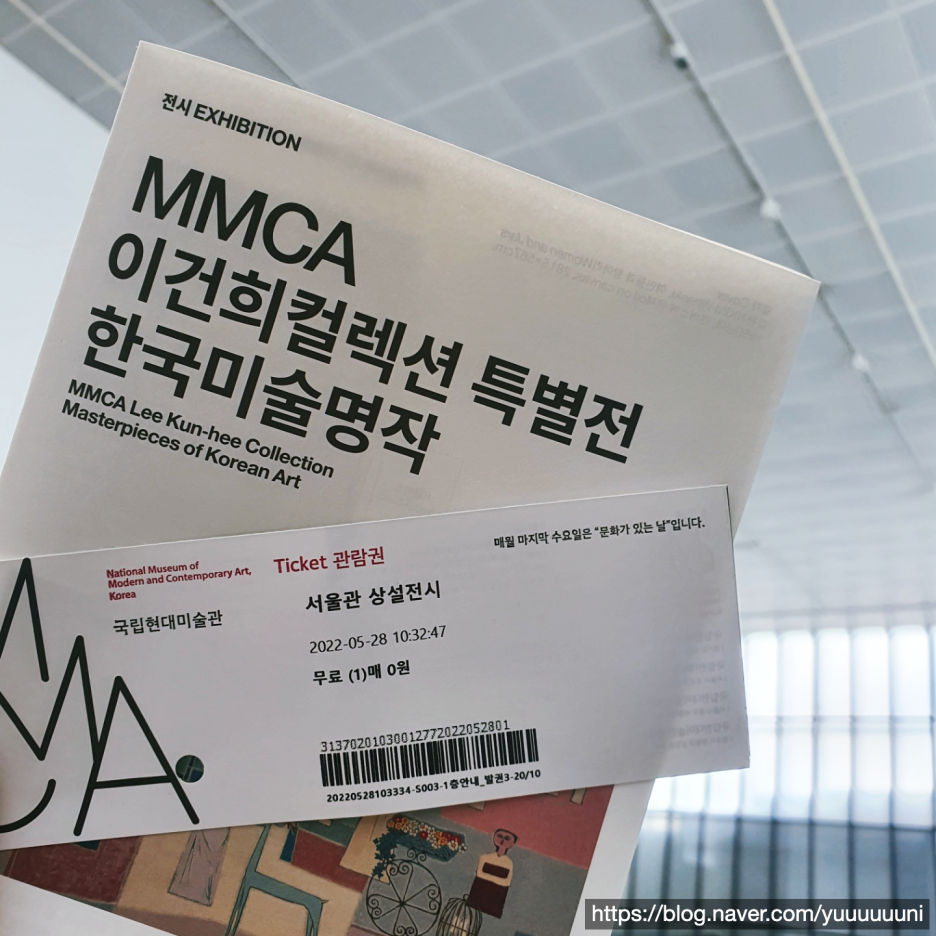 전시 EXHIBITION
MMCA
이건희컬렉션 특별전
한국미술명작
MMCA Lee Kun-hee Collection
Masterpieces of Korean Art
매월 마지막 수요일은 “문화가 있는 날”입니다.
National Museum of
Modern and Contemporary Art,
Korea
국립현대미술관
Ticket 관람권
서울관 상설전시
2022-05-28 10:32:47
무료 (1)매 0원
31370201030012772022052801
20220528103334-S003-1층안내_발권3-20/10
https://blog.naver.com/yuuuuuuni